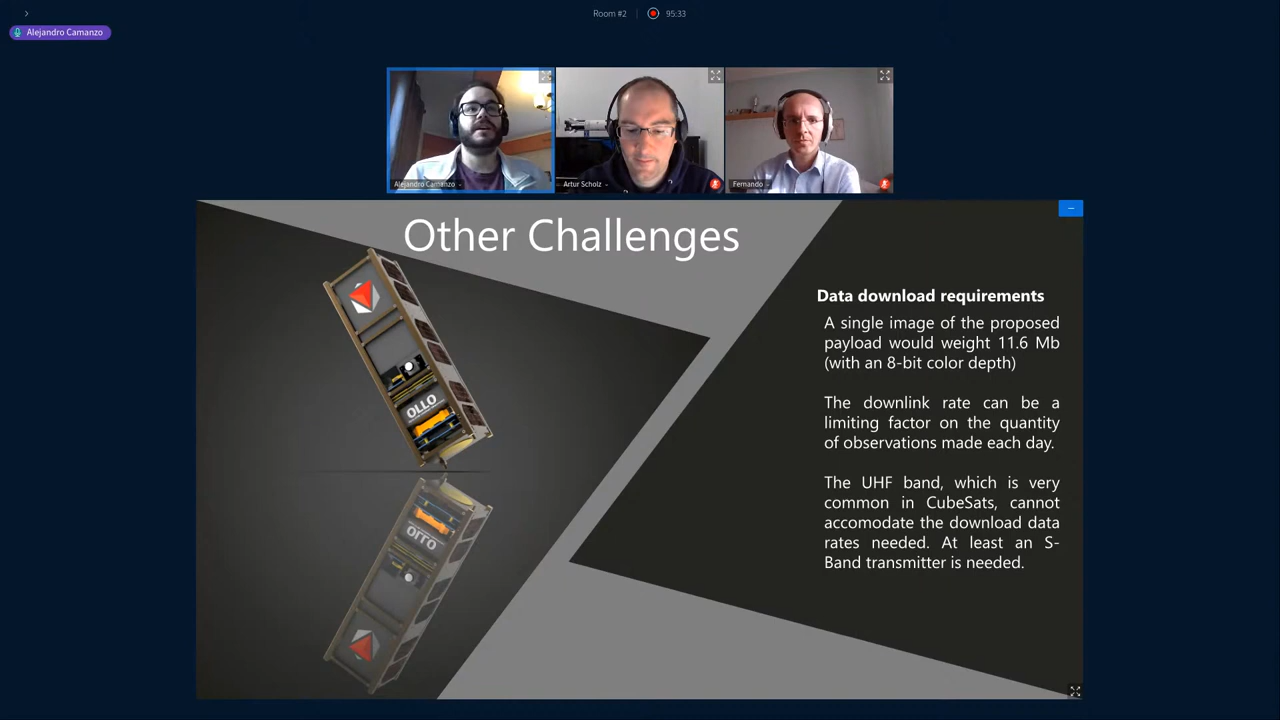 Room #2
95:33
Alejandro Camanzo
Alejandro Camanzo -
Artur Scholz -
Fernando -
Other Challenges
Data download requirements
A single image of the proposed
payload would weight 11.6 Mb
(with an 8-bit color depth)
The downlink rate can be a
limiting factor on the quantity
of observations made each day.
The UHF band, which is very
common in CubeSats, cannot
accomodate the download data
rates needed. At least an S-
Band transmitter is needed.
OLLO